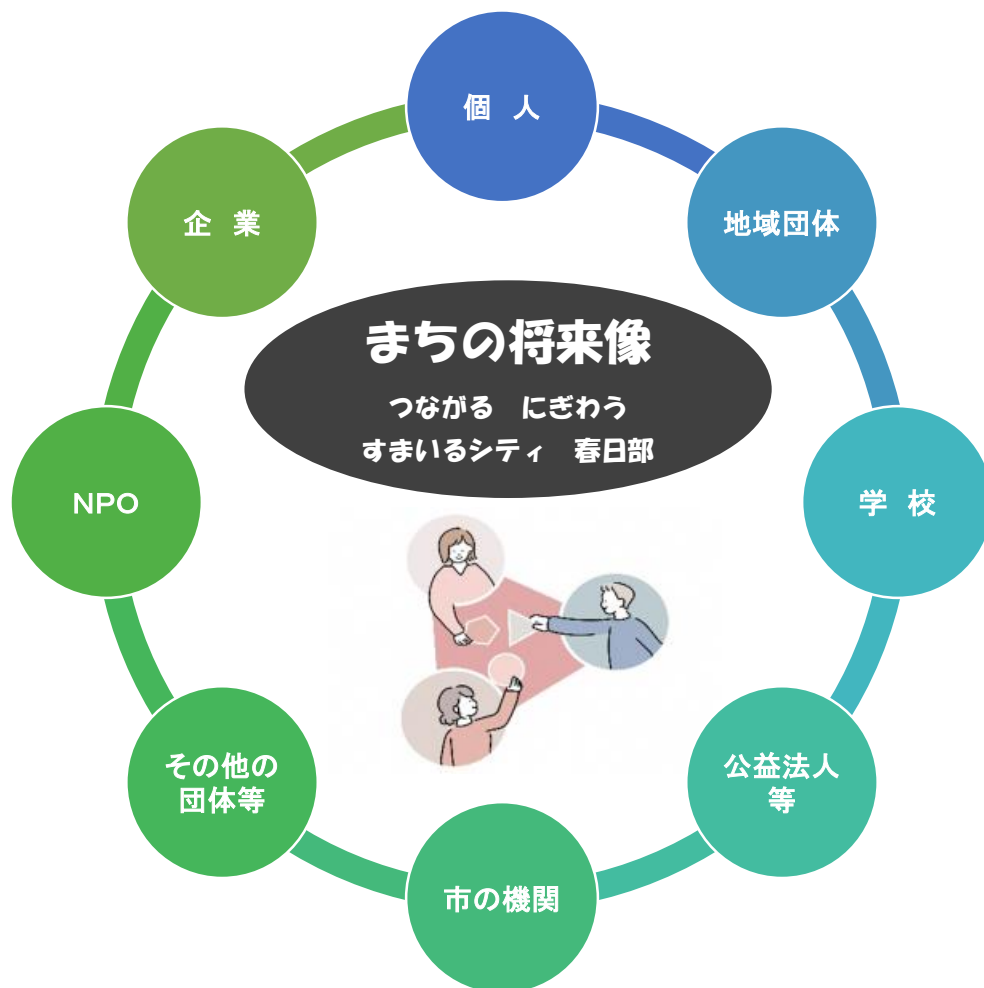 個 人
地域団体
学 校
公益法人
等
市の機関
その他の
団体等
NPO
企 業
まちの将来像
つながる にぎわう
すまいるシティ 春日部